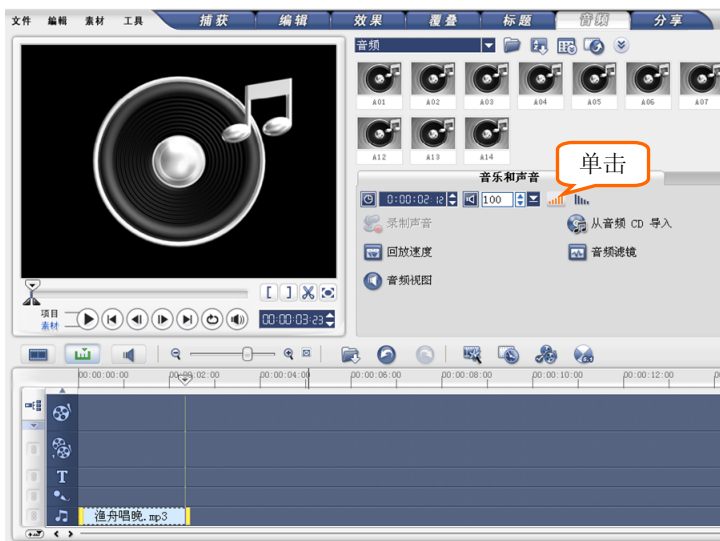 文件 编辑 素材 工具 捕获 编辑 效果 覆叠 标题 音频 分享
音频
A01 A02 A03 A04 A05 A06 A07
A12 A13 A14
单击
音乐和声音
0:00:02:12 100
录制声音 从音频 CD 导入
回放速度 音频滤镜
音频视图
项目
素材
00:00:03:23
00:00:00:00 00:00:02:00 00:00:04:00 00:00:06:00 00:00:08:00 00:00:10:00 00:00:12:00
T
渔舟唱晚.mp3